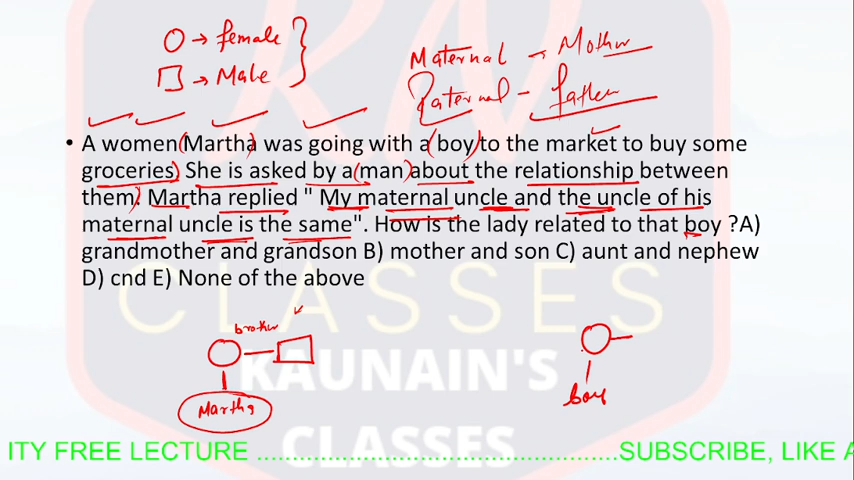 → female
→ Male
Maternal → Mother
Paternal - father
• A women(Martha) was going with a(boy)to the market to buy some
groceries). She is asked by a(man)about the relationship between
them). Martha replied " My maternal uncle and the uncle of his
maternal uncle is the same". How is the lady related to that boy ?A)
grandmother and grandson B) mother and son C) aunt and nephew
D) cnd E) None of the above
CLASSES
brother
KAUNAIN'S
Martha
boy
CLASSES
ITY FREE LECTURE ......................................................................SUBSCRIBE, LIKE A